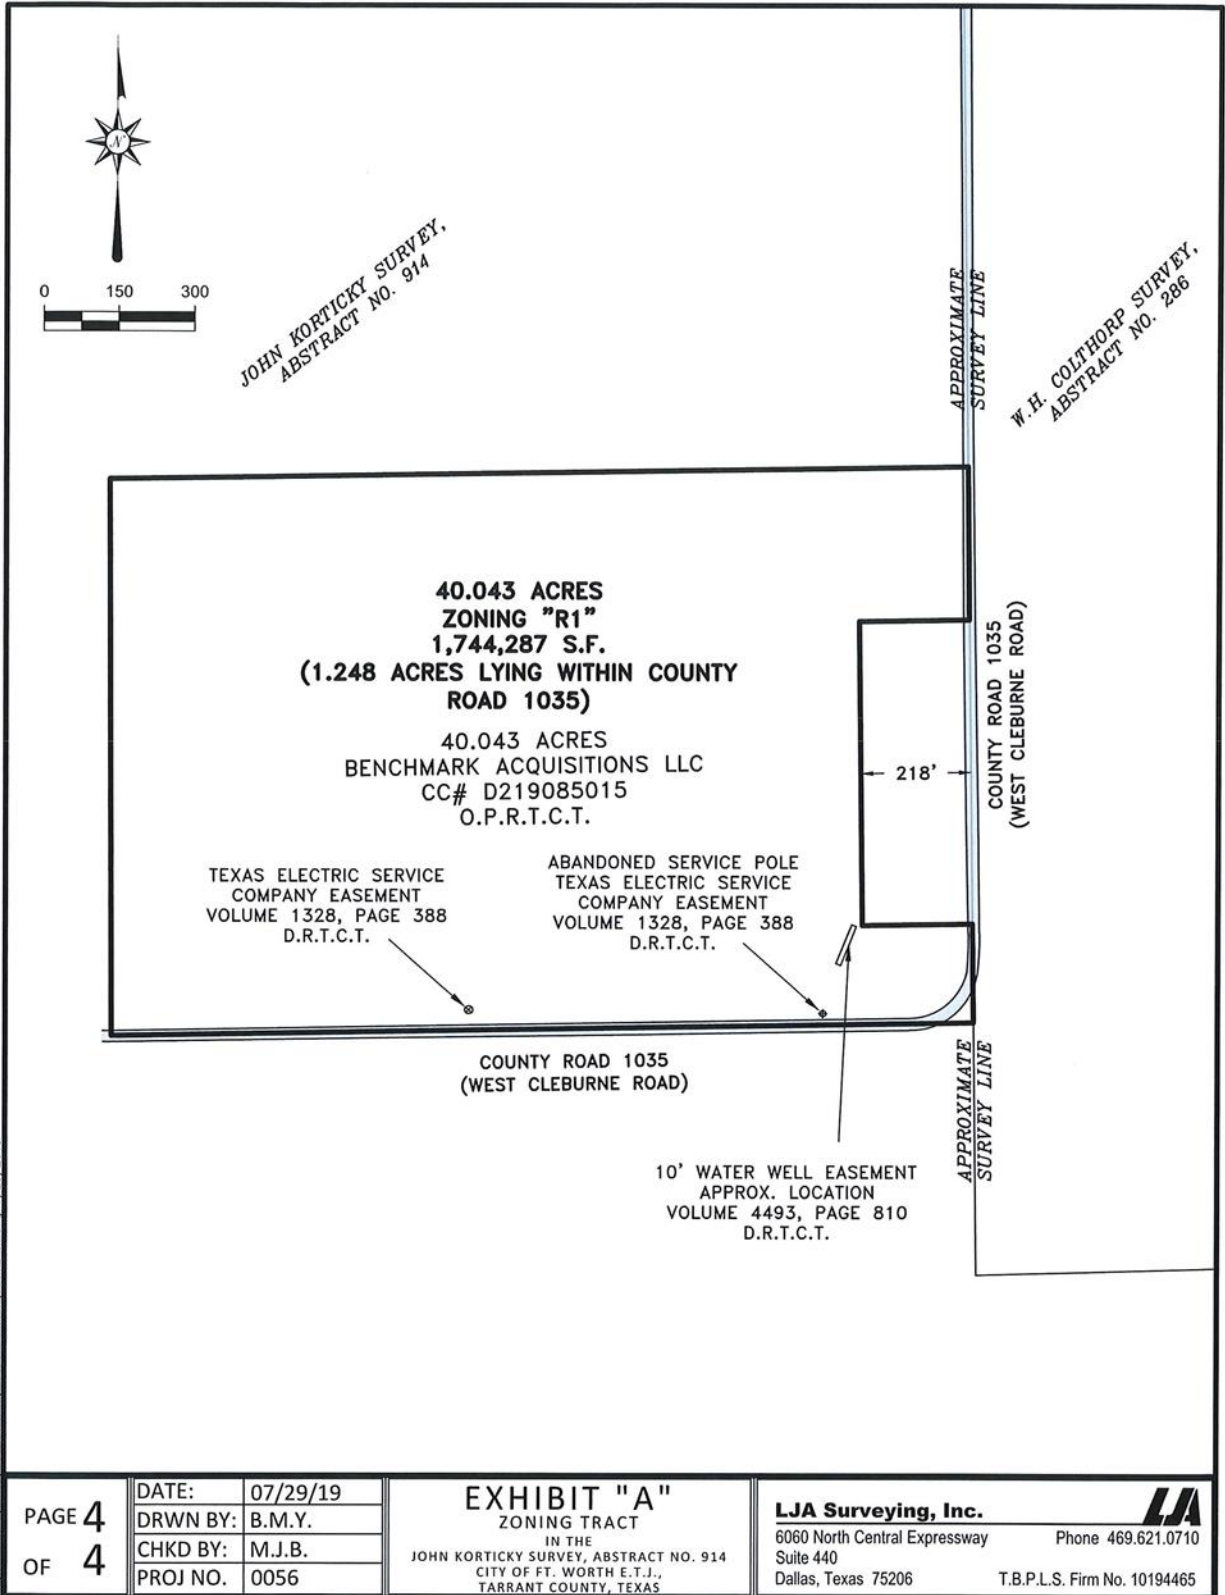 N
0 150 300
JOHN KORTICKY SURVEY,
ABSTRACT NO. 914
APPROXIMATE
SURVEY LINE
W.H. COLTHORP SURVEY,
ABSTRACT NO. 286
40.043 ACRES
ZONING "R1"
1,744,287 S.F.
(1.248 ACRES LYING WITHIN COUNTY
ROAD 1035)
40.043 ACRES
BENCHMARK ACQUISITIONS LLC
CC# D219085015
O.P.R.T.C.T.
218'
COUNTY ROAD 1035
(WEST CLEBURNE ROAD)
TEXAS ELECTRIC SERVICE
COMPANY EASEMENT
VOLUME 1328, PAGE 388
D.R.T.C.T.
ABANDONED SERVICE POLE
TEXAS ELECTRIC SERVICE
COMPANY EASEMENT
VOLUME 1328, PAGE 388
D.R.T.C.T.
COUNTY ROAD 1035
(WEST CLEBURNE ROAD)
APPROXIMATE
SURVEY LINE
10' WATER WELL EASEMENT
APPROX. LOCATION
VOLUME 4493, PAGE 810
D.R.T.C.T.
PAGE 4
OF 4
DATE: 07/29/19
DRWN BY: B.M.Y.
CHKD BY: M.J.B.
PROJ NO. 0056
EXHIBIT "A"
ZONING TRACT
IN THE
JOHN KORTICKY SURVEY, ABSTRACT NO. 914
CITY OF FT. WORTH E.T.J.,
TARRANT COUNTY, TEXAS
LJA Surveying, Inc.
LJA
6060 North Central Expressway Phone 469.621.0710
Suite 440
Dallas, Texas 75206 T.B.P.L.S. Firm No. 10194465